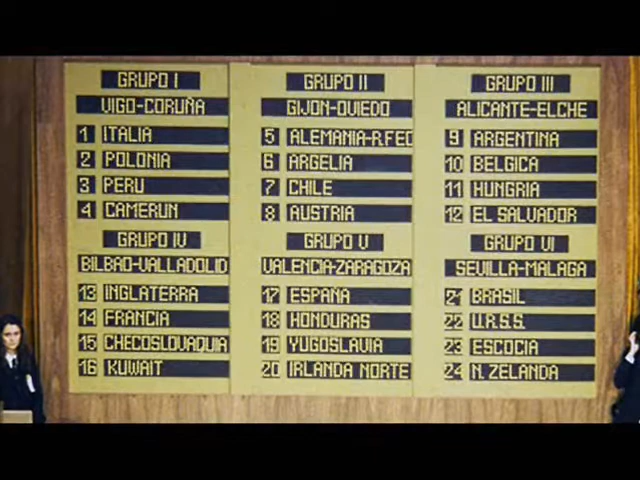 GRUPO I
VIGO-CORUÑA
1 ITALIA
2 POLONIA
3 PERU
4 CAMERUN
GRUPO II
GIJON-OVIEDO
5 ALEMANIA-R.FED
6 ARGELIA
7 CHILE
8 AUSTRIA
GRUPO III
ALICANTE-ELCHE
9 ARGENTINA
10 BELGICA
11 HUNGRIA
12 EL SALVADOR
GRUPO IV
BILBAO-VALLADOLID
13 INGLATERRA
14 FRANCIA
15 CHECOSLOVAQUIA
16 KUWAIT
GRUPO V
VALENCIA-ZARAGOZA
17 ESPAÑA
18 HONDURAS
19 YUGOSLAVIA
20 IRLANDA NORTE
GRUPO VI
SEVILLA-MALAGA
21 BRASIL
22 U.R.S.S.
23 ESCOCIA
24 N. ZELANDA